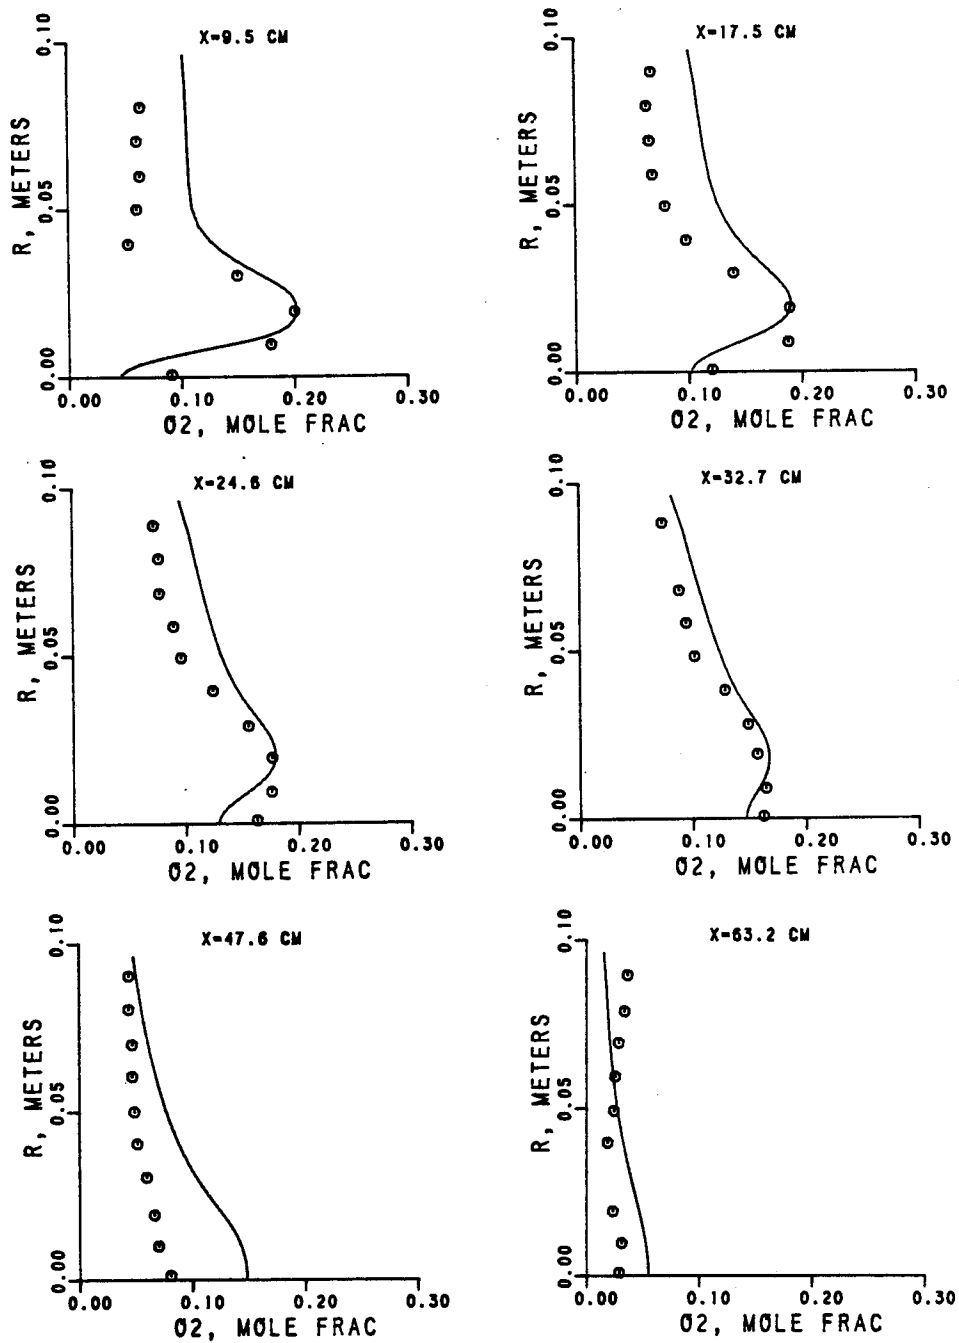 X=9.5 CM
0.10
0.05
0.00
R, METERS
0.00 0.10 0.20 0.30
O2, MOLE FRAC
X=17.5 CM
0.10
0.05
0.00
R, METERS
0.00 0.10 0.20 0.30
O2, MOLE FRAC
X=24.6 CM
0.10
0.05
0.00
R, METERS
0.00 0.10 0.20 0.30
O2, MOLE FRAC
X=32.7 CM
0.10
0.05
0.00
R, METERS
0.00 0.10 0.20 0.30
O2, MOLE FRAC
X=47.6 CM
0.10
0.05
0.00
R, METERS
0.00 0.10 0.20 0.30
O2, MOLE FRAC
X=63.2 CM
0.10
0.05
0.00
R, METERS
0.00 0.10 0.20 0.30
O2, MOLE FRAC